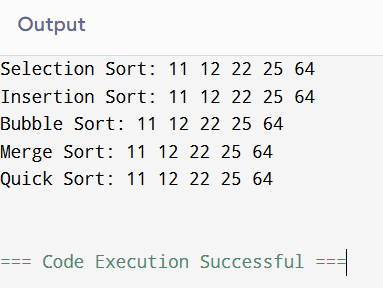 Output
Selection Sort: 11 12 22 25 64
Insertion Sort: 11 12 22 25 64
Bubble Sort: 11 12 22 25 64
Merge Sort: 11 12 22 25 64
Quick Sort: 11 12 22 25 64
=== Code Execution Successful ===